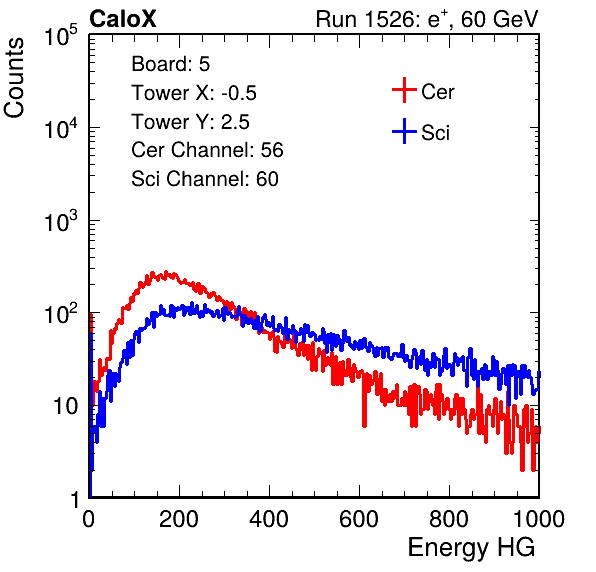 CaloX Run 1526: e⁺, 60 GeV
Counts
10⁵
10⁴
10³
10²
10
1
Board: 5
Tower X: -0.5
Tower Y: 2.5
Cer Channel: 56
Sci Channel: 60
Cer
Sci
0 200 400 600 800 1000
Energy HG